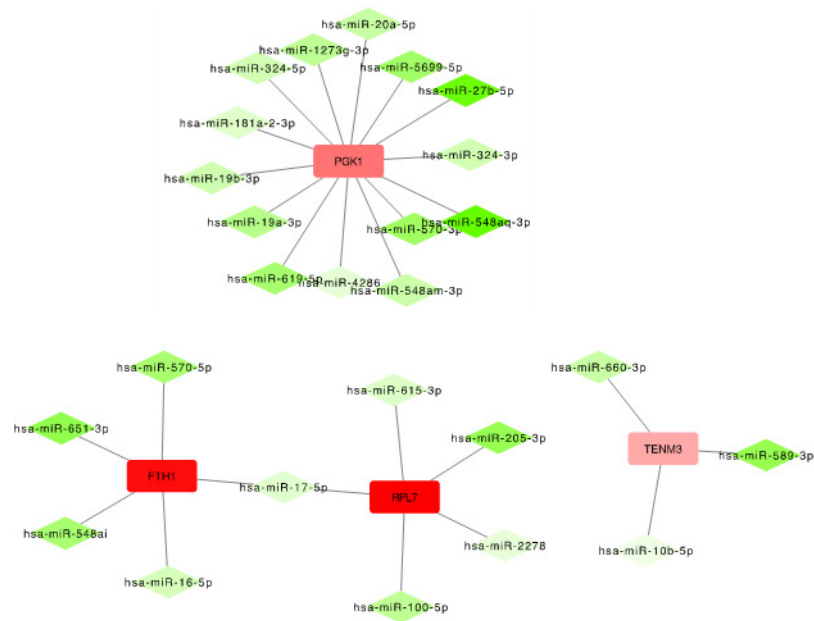 hsa-miR-20a-5p
hsa-miR-1273g-3p
hsa-miR-324-5p
hsa-miR-5699-5p
hsa-miR-27b-5p
hsa-miR-181a-2-3p
hsa-miR-324-3p
PGK1
hsa-miR-19b-3p
hsa-miR-19a-3p
hsa-miR-570-3p
hsa-miR-548aq-3p
hsa-miR-619-5p
hsa-miR-4286
hsa-miR-548am-3p
hsa-miR-570-5p
hsa-miR-660-3p
hsa-miR-615-3p
hsa-miR-651-3p
hsa-miR-205-3p
TENM3
hsa-miR-589-3p
FTH1
hsa-miR-17-5p
RPL7
hsa-miR-548ai
hsa-miR-2278
hsa-miR-10b-5p
hsa-miR-16-5p
hsa-miR-100-5p